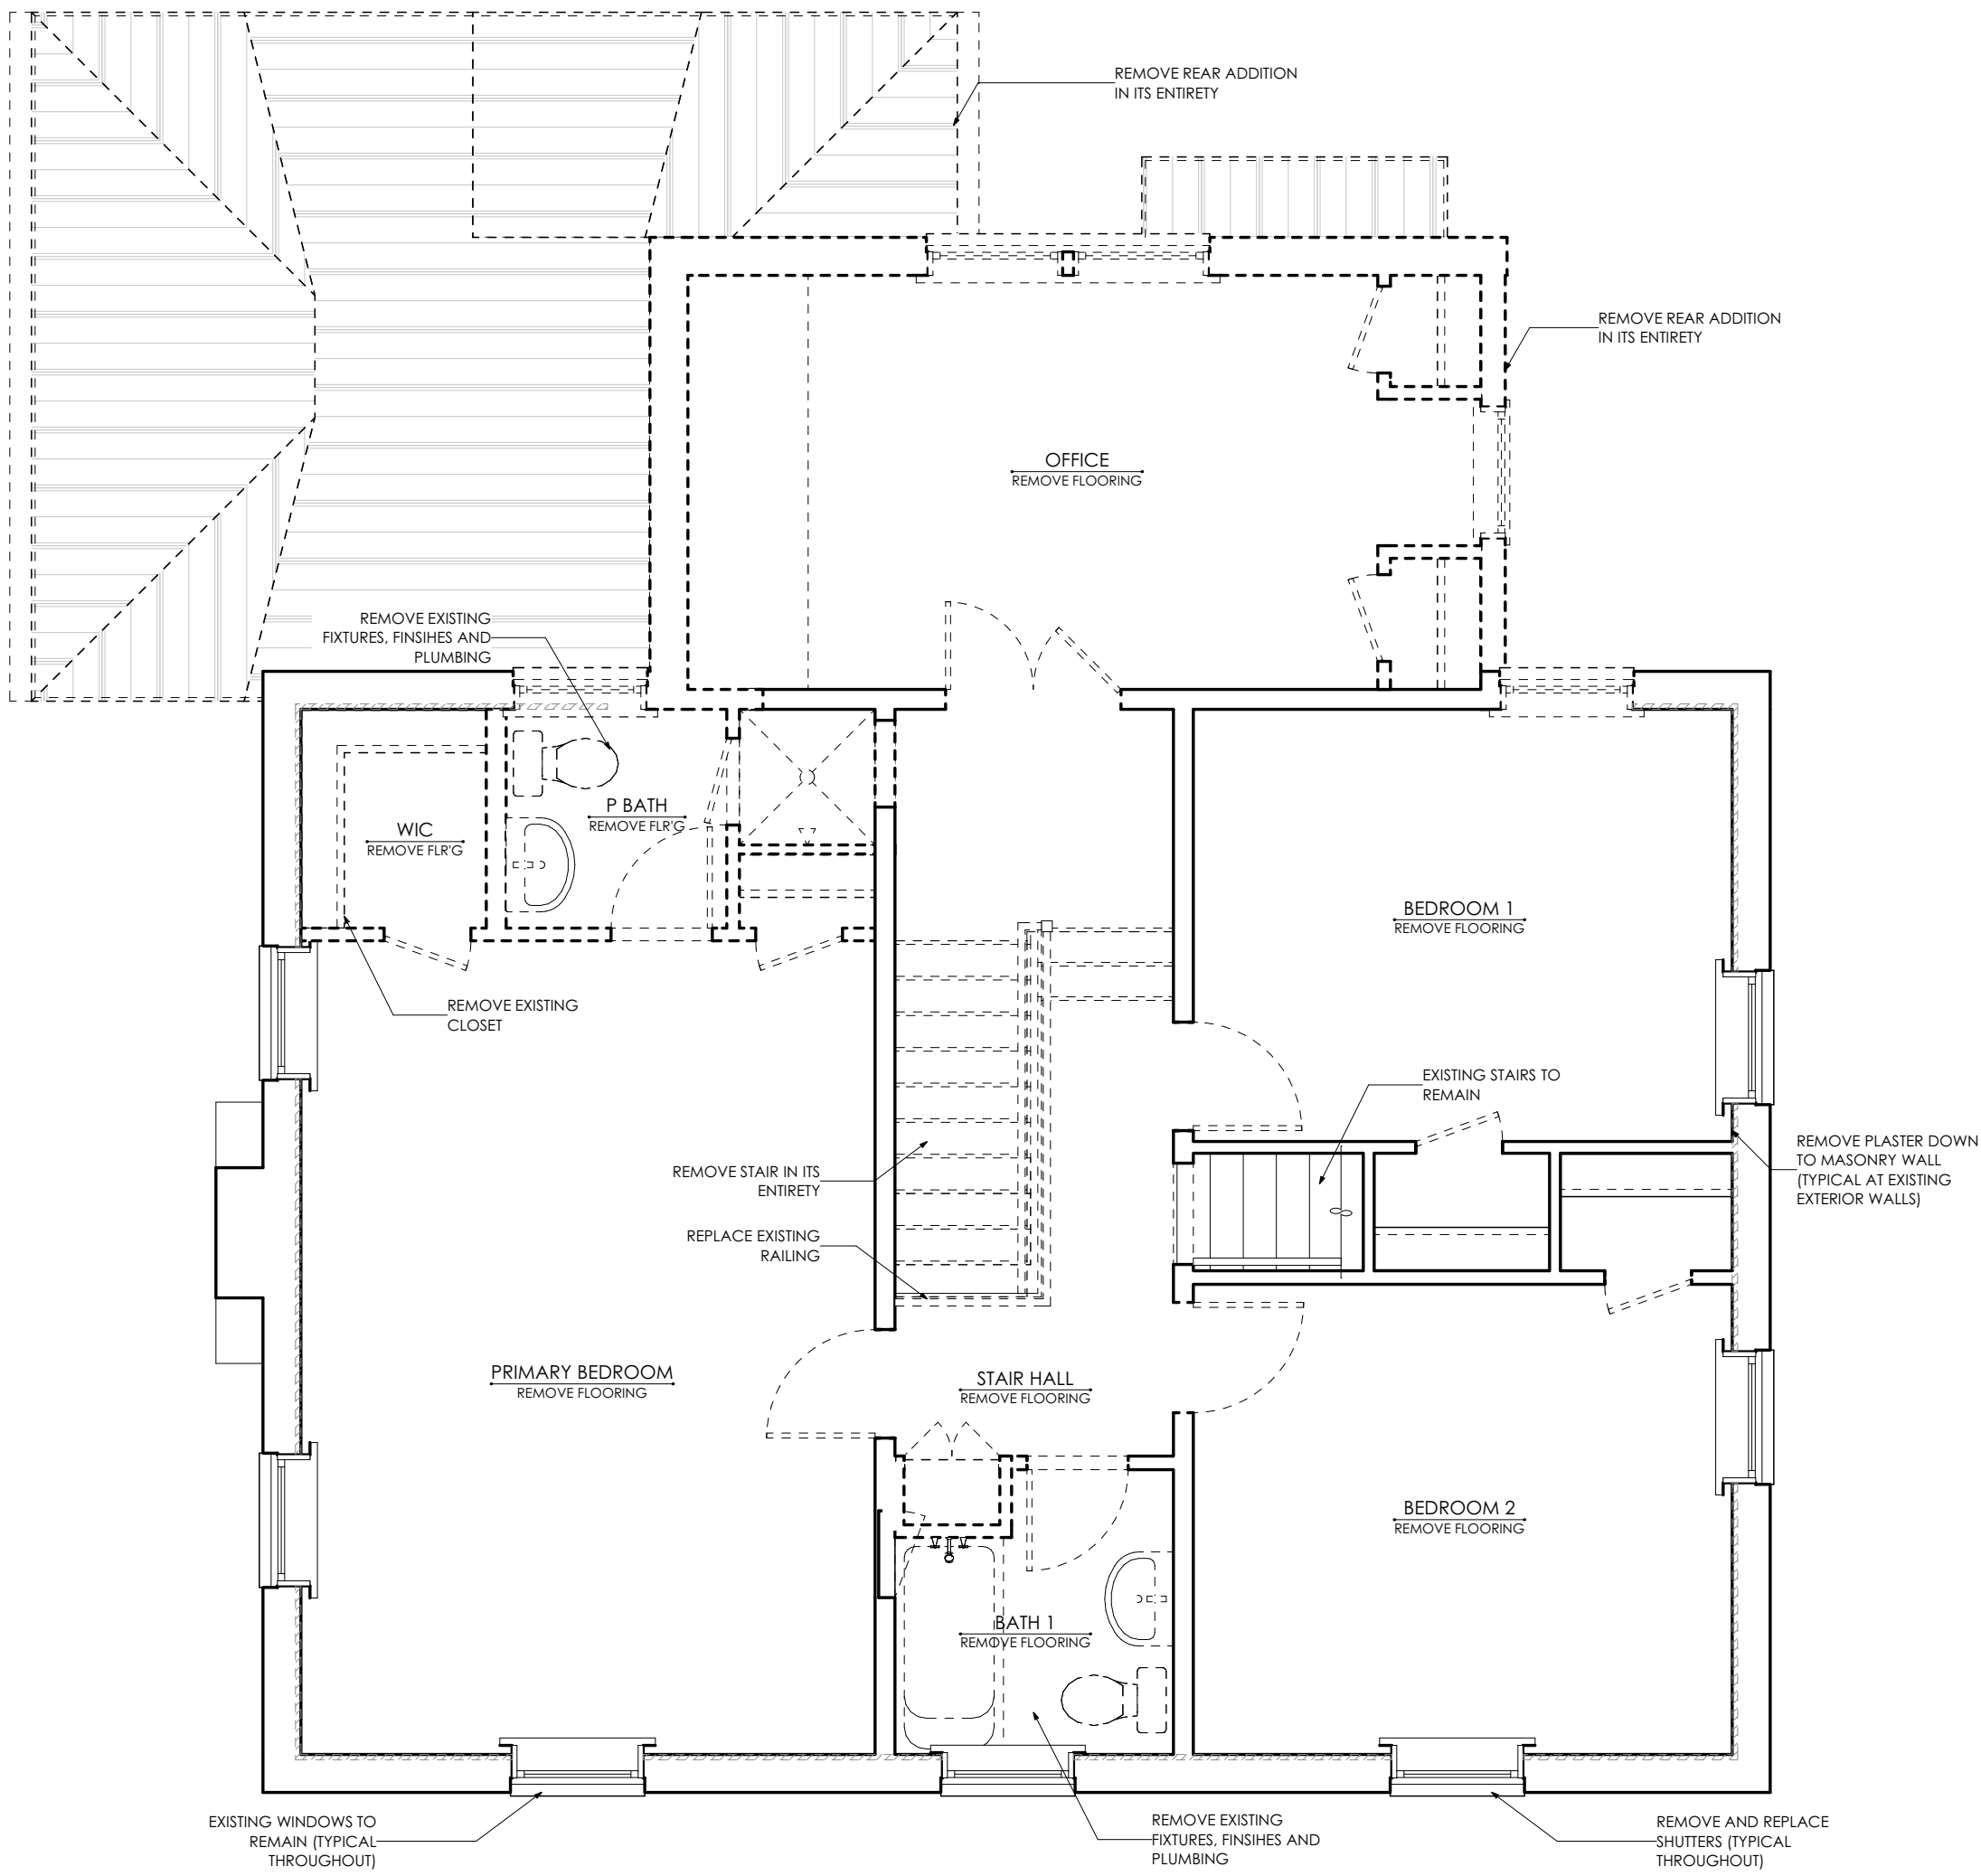 REMOVE REAR ADDITION
IN ITS ENTIRETY
REMOVE REAR ADDITION
IN ITS ENTIRETY
OFFICE
REMOVE FLOORING
REMOVE EXISTING
FIXTURES, FINSIHES AND
PLUMBING
P BATH
REMOVE FLR'G
WIC
REMOVE FLR'G
BEDROOM 1
REMOVE FLOORING
REMOVE EXISTING
CLOSET
EXISTING STAIRS TO
REMAIN
REMOVE PLASTER DOWN
TO MASONRY WALL
(TYPICAL AT EXISTING
EXTERIOR WALLS)
REMOVE STAIR IN ITS
ENTIRETY
REPLACE EXISTING
RAILING
PRIMARY BEDROOM
REMOVE FLOORING
STAIR HALL
REMOVE FLOORING
BEDROOM 2
REMOVE FLOORING
BATH 1
REMOVE FLOORING
EXISTING WINDOWS TO
REMAIN (TYPICAL
THROUGHOUT)
REMOVE EXISTING
FIXTURES, FINSIHES AND
PLUMBING
REMOVE AND REPLACE
SHUTTERS (TYPICAL
THROUGHOUT)